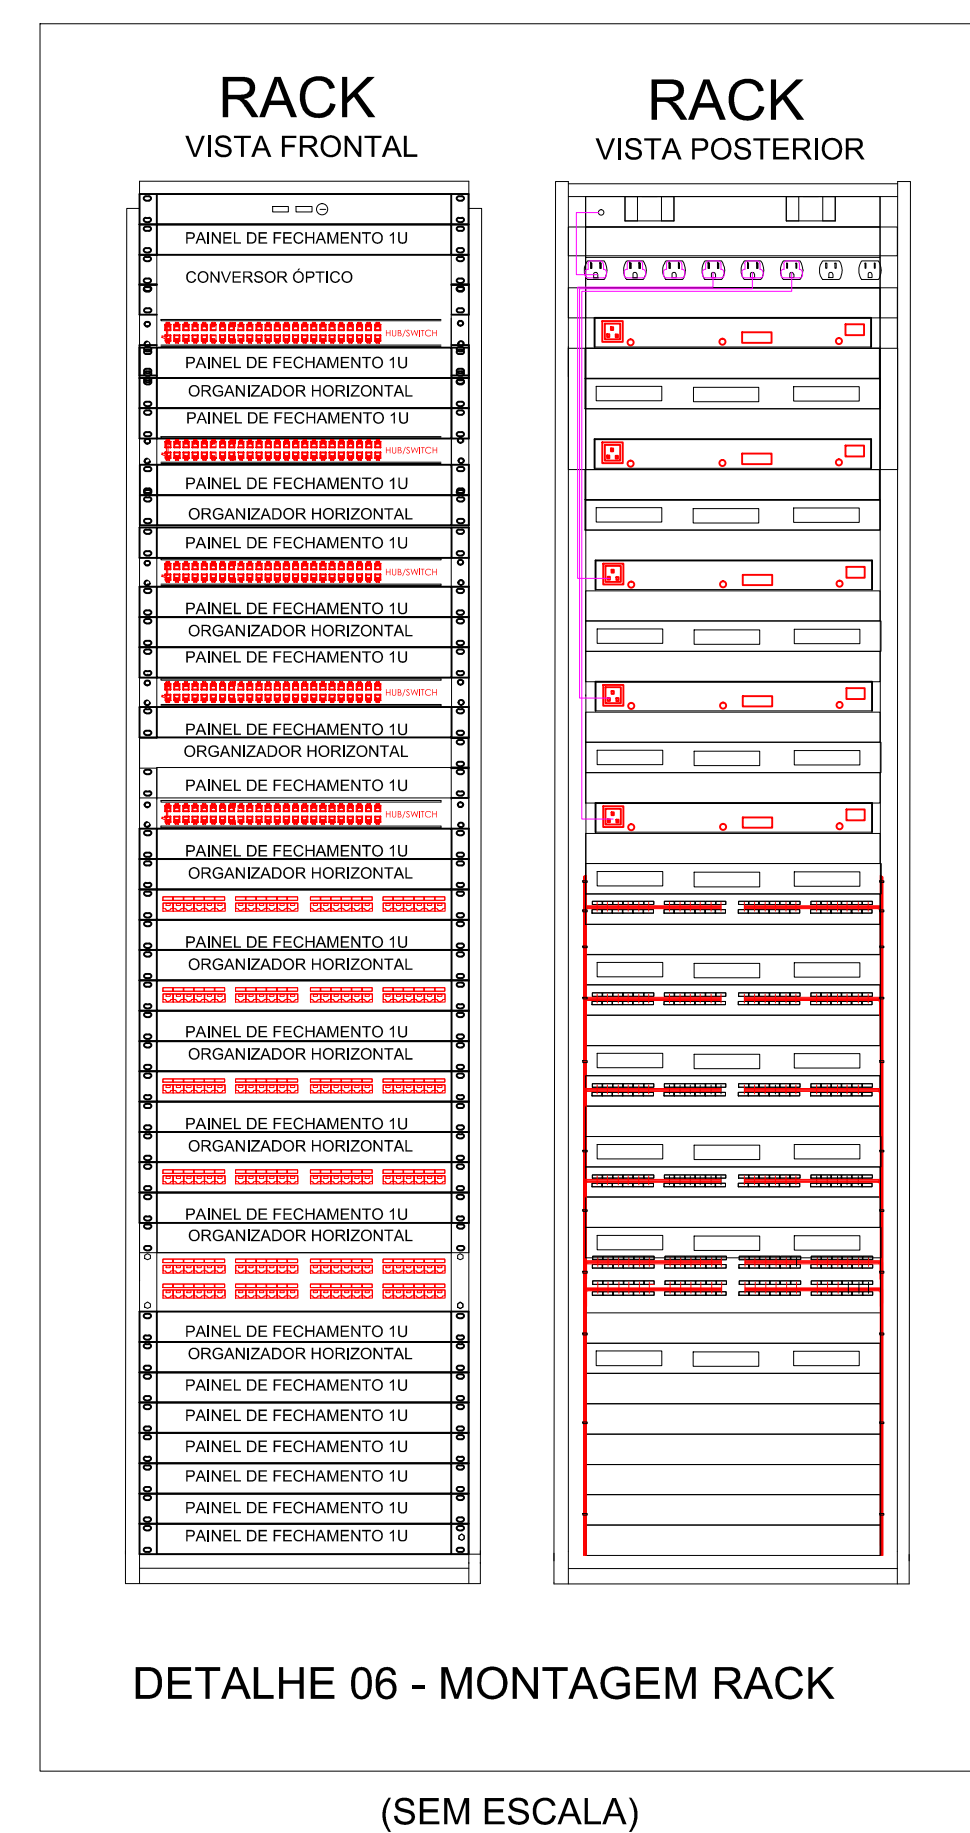 RACK
VISTA FRONTAL
PAINEL DE FECHAMENTO 1U
CONVERSOR ÓPTICO
HUB/SWITCH
PAINEL DE FECHAMENTO 1U
ORGANIZADOR HORIZONTAL
PAINEL DE FECHAMENTO 1U
HUB/SWITCH
PAINEL DE FECHAMENTO 1U
ORGANIZADOR HORIZONTAL
PAINEL DE FECHAMENTO 1U
HUB/SWITCH
PAINEL DE FECHAMENTO 1U
ORGANIZADOR HORIZONTAL
PAINEL DE FECHAMENTO 1U
HUB/SWITCH
PAINEL DE FECHAMENTO 1U
ORGANIZADOR HORIZONTAL
PAINEL DE FECHAMENTO 1U
HUB/SWITCH
PAINEL DE FECHAMENTO 1U
ORGANIZADOR HORIZONTAL
PAINEL DE FECHAMENTO 1U
ORGANIZADOR HORIZONTAL
PAINEL DE FECHAMENTO 1U
ORGANIZADOR HORIZONTAL
PAINEL DE FECHAMENTO 1U
ORGANIZADOR HORIZONTAL
PAINEL DE FECHAMENTO 1U
ORGANIZADOR HORIZONTAL
PAINEL DE FECHAMENTO 1U
ORGANIZADOR HORIZONTAL
PAINEL DE FECHAMENTO 1U
PAINEL DE FECHAMENTO 1U
PAINEL DE FECHAMENTO 1U
PAINEL DE FECHAMENTO 1U
PAINEL DE FECHAMENTO 1U
PAINEL DE FECHAMENTO 1U
RACK
VISTA POSTERIOR
DETALHE 06 - MONTAGEM RACK
(SEM ESCALA)